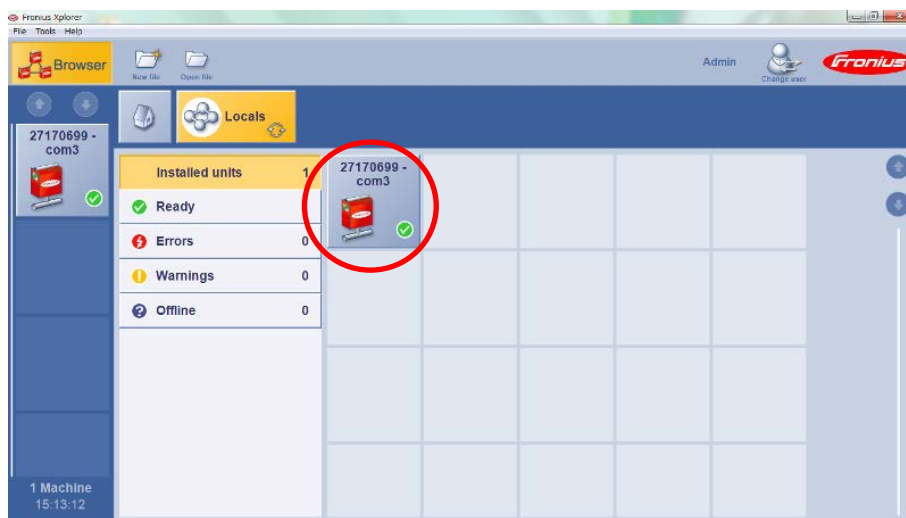 Fronius Xplorer
File Tools Help
Browser
New file
Open file
Admin
Change user
Fronius
27170699 -
com3
Locals
Installed units 1
Ready
Errors 0
Warnings 0
Offline 0
27170699 -
com3
1 Machine
15:13:12